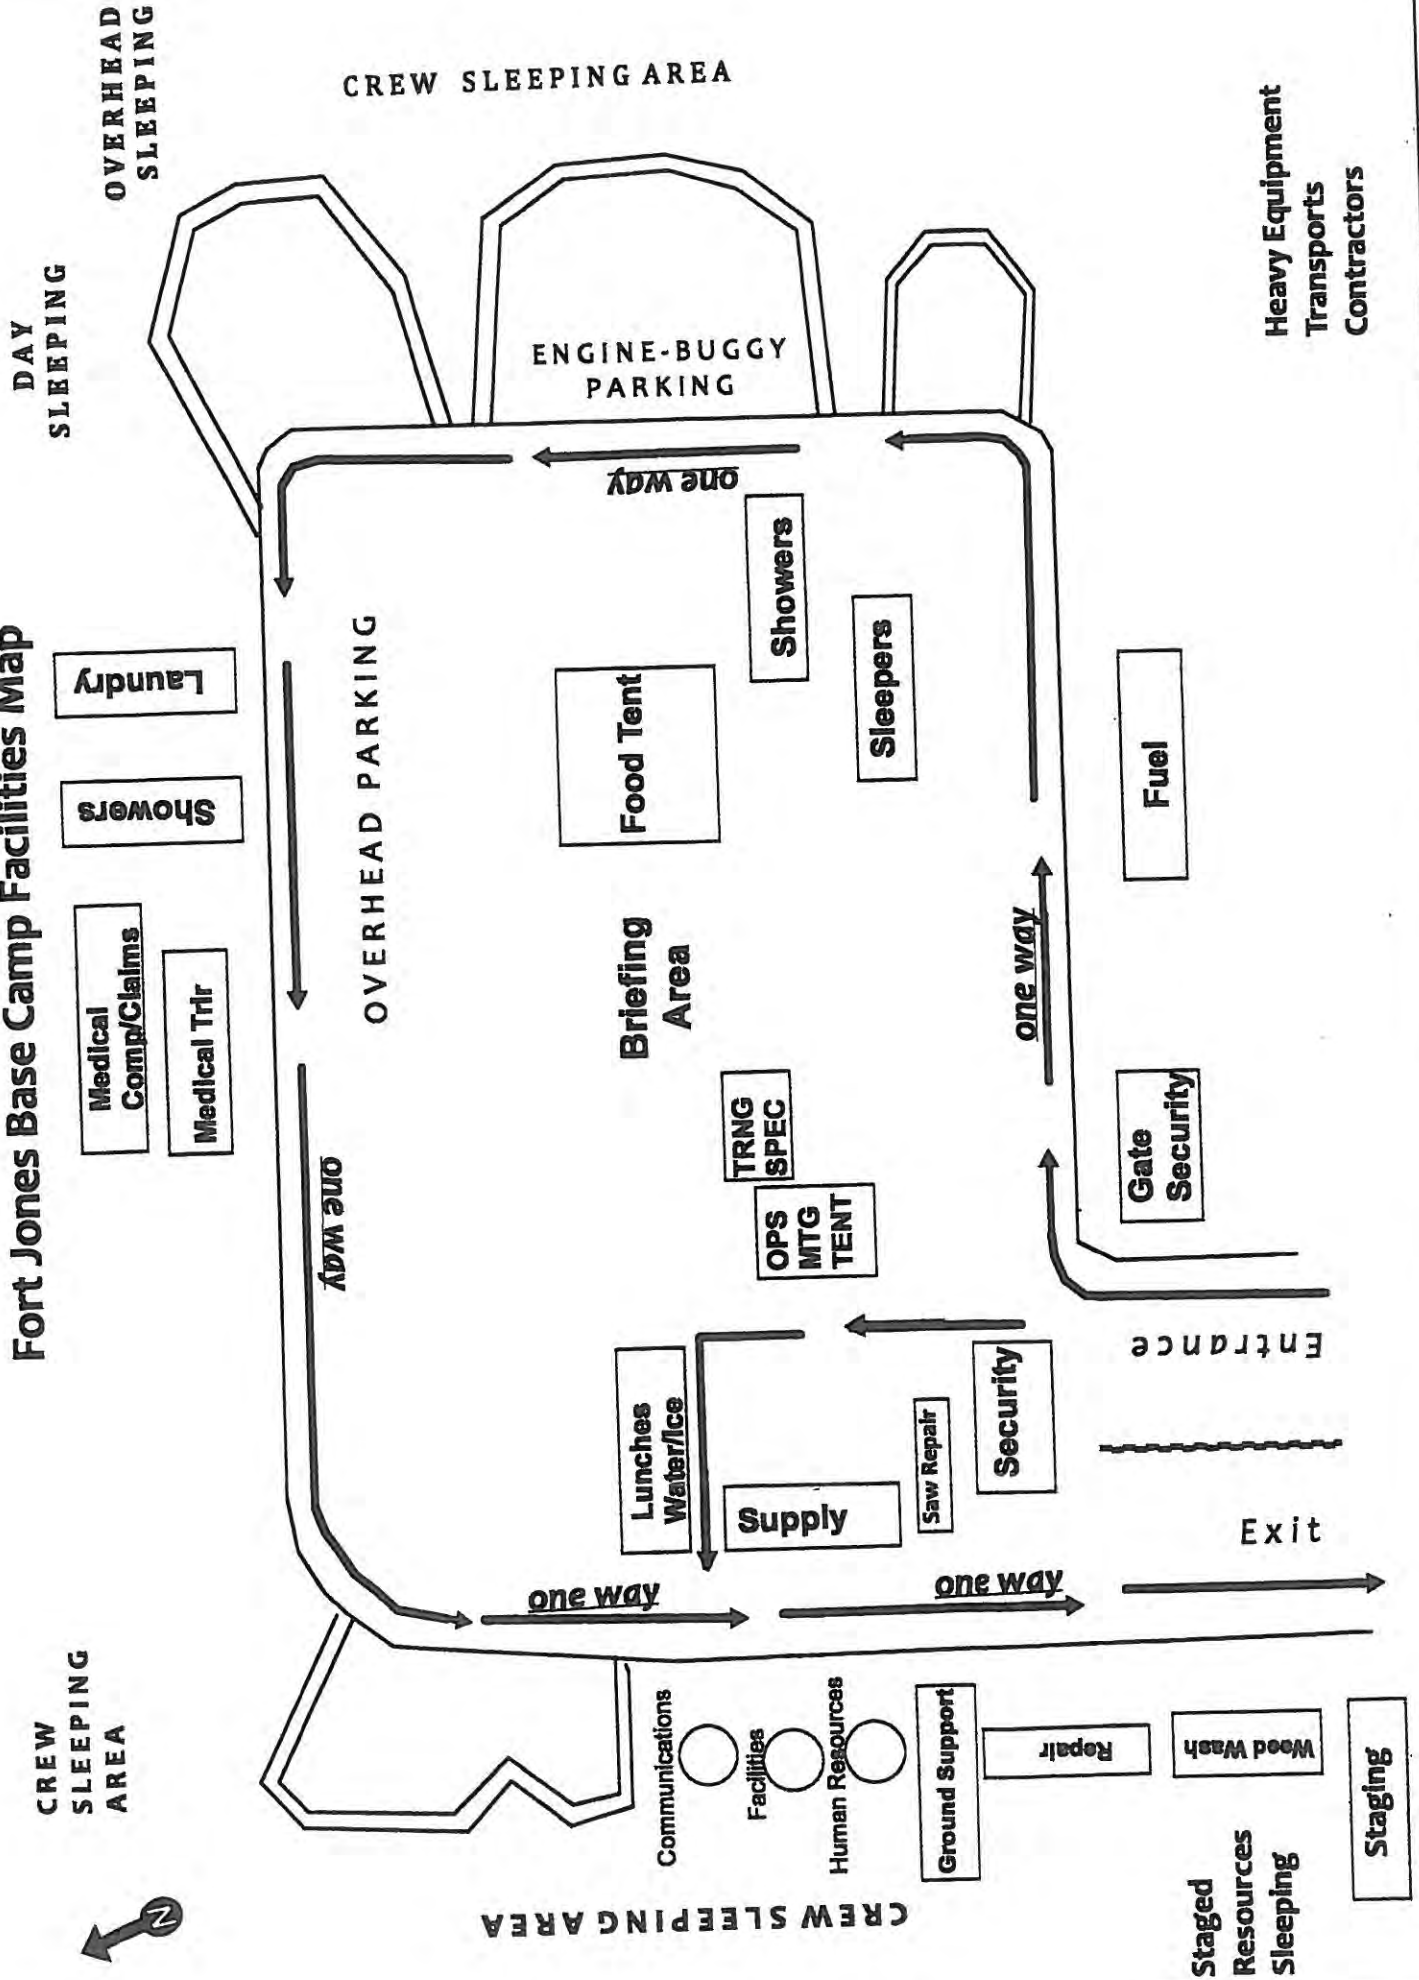 Fort Jones Base Camp Facilities Map
N
CREW
SLEEPING
AREA
DAY
SLEEPING
OVERHEAD
SLEEPING
Medical
Comp/Claims
Medical Trlr
Showers
Laundry
one way
OVERHEAD PARKING
CREW SLEEPING AREA
ENGINE-BUGGY
PARKING
one way
Communications
Facilities
Human Resources
CREW SLEEPING AREA
one way
Lunches
Water/Ice
Supply
Saw Repair
Security
Briefing
Area
Food Tent
TRNG
SPEC
OPS
MTG
TENT
Showers
Sleepers
Ground Support
Repair
Weed Wash
Staging
Staged
Resources
Sleeping
one way
Exit
Entrance
one way
Gate
Security
Fuel
Heavy Equipment
Transports
Contractors